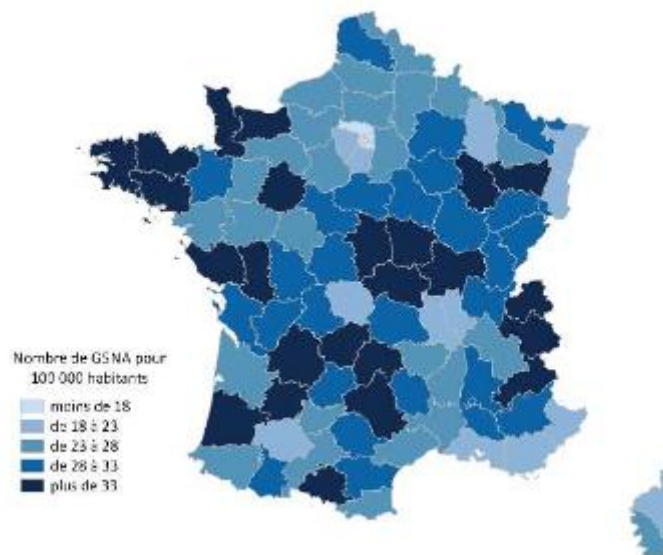 Nombre de GSNA pour
100 000 habitants
moins de 18
de 18 à 23
de 23 à 28
de 28 à 33
plus de 33